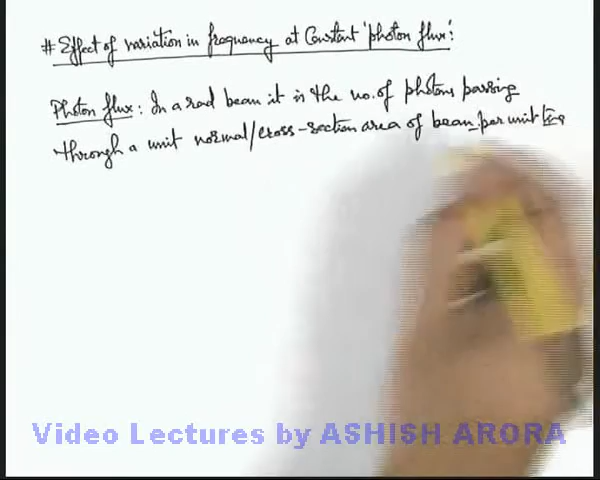 # Effect of variation in frequency at Constant 'photon flux':
Photon flux: In a rad beam it is the no. of photons passing
through a unit normal/cross-section area of beam per unit
Video Lectures by ASHISH ARORA